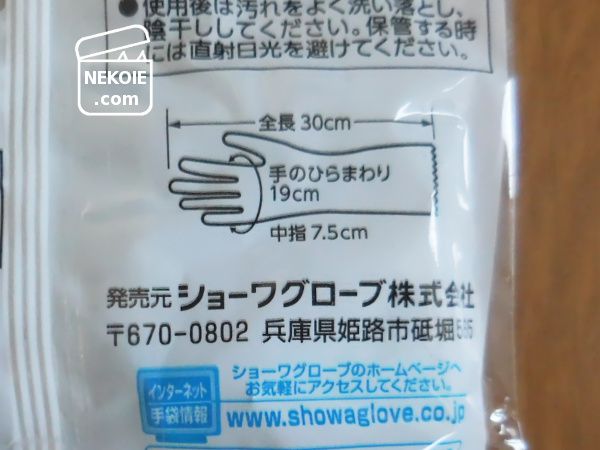 ●使用後は汚れをよく洗い落とし、
陰干ししてください。保管する時
には直射日光を避けてください。
NEKOIE
.com
全長 30cm
手のひらまわり
19cm
中指 7.5cm
発売元 ショーワグローブ株式会社
〒670-0802 兵庫県姫路市砥堀565
ショーワグローブのホームページへ
お気軽にアクセスしてください。
インターネット
手袋情報
www.showaglove.co.jp